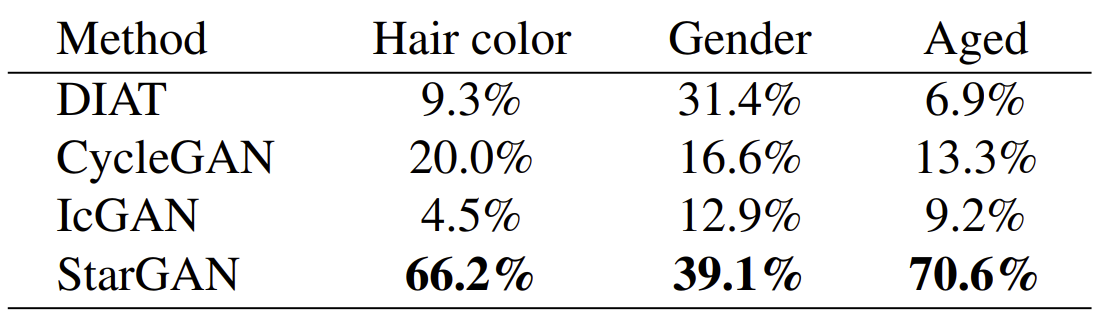 Method Hair color Gender Aged
DIAT 9.3% 31.4% 6.9%
CycleGAN 20.0% 16.6% 13.3%
IcGAN 4.5% 12.9% 9.2%
StarGAN 66.2% 39.1% 70.6%